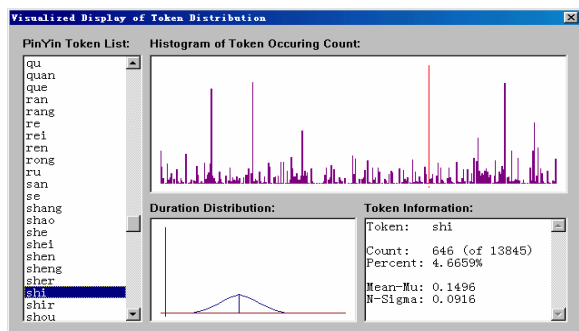 Visualized Display of Token Distribution
PinYin Token List:
qu
quan
que
ran
rang
re
rei
ren
rong
ru
san
se
shang
shao
she
shei
shen
sheng
sher
shi
shir
shou
Histogram of Token Occuring Count:
Duration Distribution:
Token Information:
Token: shi
Count: 646 (of 13845)
Percent: 4.6659%
Mean-Mu: 0.1496
N-Sigma: 0.0916